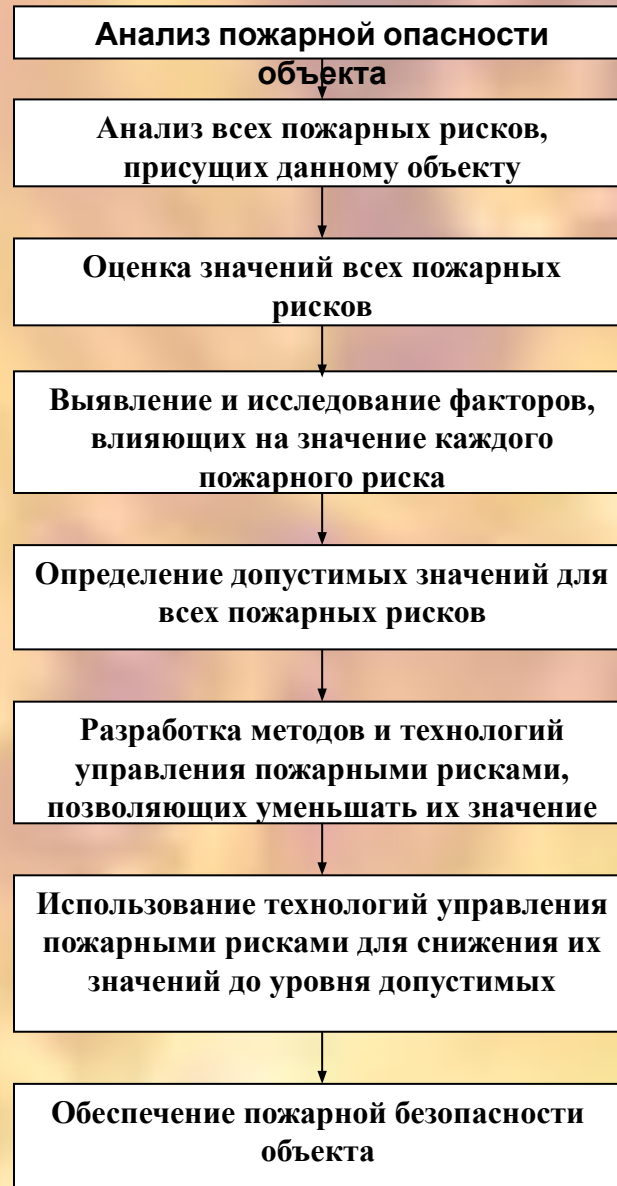 Анализ пожарной опасности
объекта
Анализ всех пожарных рисков,
присущих данному объекту
Оценка значений всех пожарных
рисков
Выявление и исследование факторов,
влияющих на значение каждого
пожарного риска
Определение допустимых значений для
всех пожарных рисков
Разработка методов и технологий
управления пожарными рисками,
позволяющих уменьшать их значение
Использование технологий управления
пожарными рисками для снижения их
значений до уровня допустимых
Обеспечение пожарной безопасности
объекта